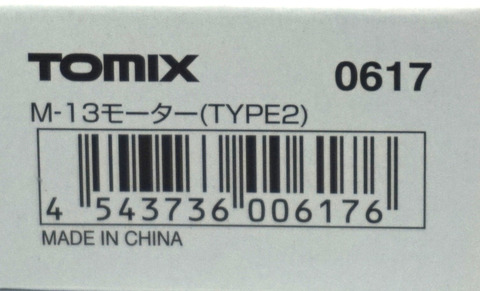 TOMIX 0617
M-13モーター(TYPE2)
4 543736 006176
MADE IN CHINA